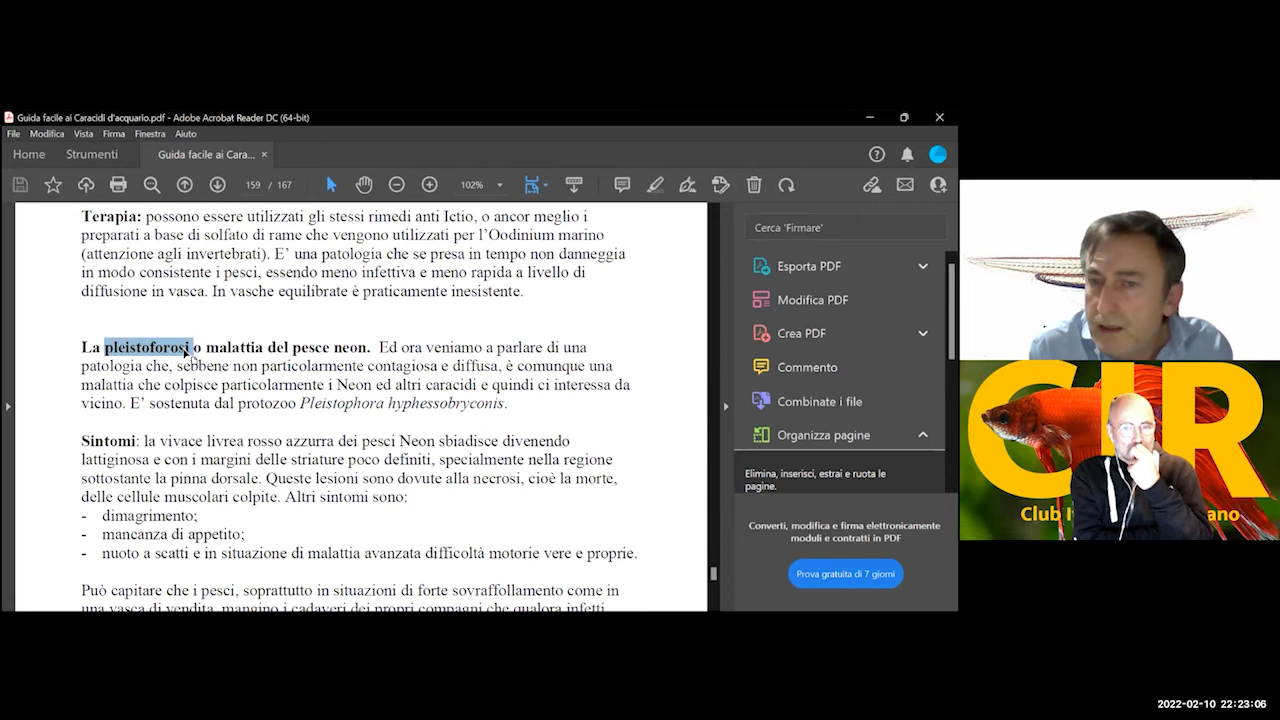 Guida facile ai Caracidi d'acquario.pdf - Adobe Acrobat Reader DC (64-bit)
File Modifica Vista Firma Finestra Aiuto
Home Strumenti Guida facile ai Cara... ×
159 / 167 102%
Terapia: possono essere utilizzati gli stessi rimedi anti Ictio, o ancor meglio i
preparati a base di solfato di rame che vengono utilizzati per l'Oodinium marino
(attenzione agli invertebrati). E' una patologia che se presa in tempo non danneggia
in modo consistente i pesci, essendo meno infettiva e meno rapida a livello di
diffusione in vasca. In vasche equilibrate è praticamente inesistente.
La pleistoforosi o malattia del pesce neon. Ed ora veniamo a parlare di una
patologia che, sebbene non particolarmente contagiosa e diffusa, è comunque una
malattia che colpisce particolarmente i Neon ed altri caracidi e quindi ci interessa da
vicino. E' sostenuta dal protozoo Pleistophora hyphessobryconis.
Sintomi: la vivace livrea rosso azzurra dei pesci Neon sbiadisce divenendo
lattiginosa e con i margini delle striature poco definiti, specialmente nella regione
sottostante la pinna dorsale. Queste lesioni sono dovute alla necrosi, cioè la morte,
delle cellule muscolari colpite. Altri sintomi sono:
- dimagrimento;
- mancanza di appetito;
- nuoto a scatti e in situazione di malattia avanzata difficoltà motorie vere e proprie.
Può capitare che i pesci, soprattutto in situazioni di forte sovraffollamento come in
una vasca di vendita, mangino i cadaveri dei propri compagni che qualora infetti
Cerca 'Firmare'
Esporta PDF
Modifica PDF
Crea PDF
Commento
Combinate i file
Organizza pagine
Elimina, inserisci, estrai e ruota le
pagine.
Converti, modifica e firma elettronicamente
moduli e contratti in PDF
Prova gratuita di 7 giorni
Club
ano
2022-02-10 22:23:06